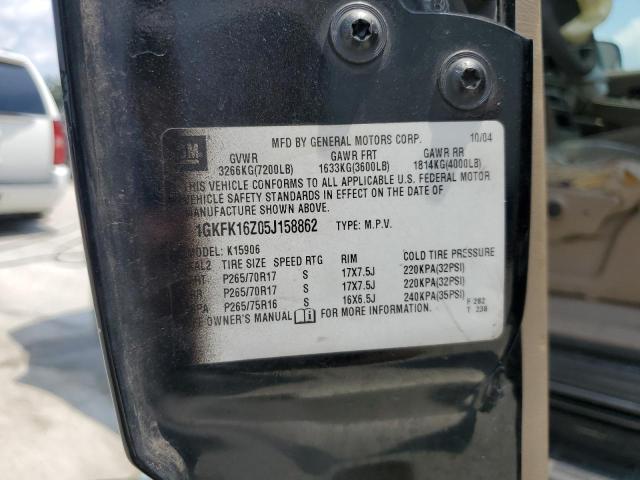 GM
MFD BY GENERAL MOTORS CORP. 10/04
GVWR GAWR FRT GAWR RR
3266KG(7200LB) 1633KG(3600LB) 1814KG(4000LB)
THIS VEHICLE CONFORMS TO ALL APPLICABLE U.S. FEDERAL MOTOR
VEHICLE SAFETY STANDARDS IN EFFECT ON THE DATE OF
MANUFACTURE SHOWN ABOVE.
1GKFK16Z05J158862 TYPE: M.P.V.
MODEL: K15906
TIRE SIZE SPEED RTG RIM COLD TIRE PRESSURE
P265/70R17 S 17X7.5J 220KPA(32PSI)
P265/70R17 S 17X7.5J 220KPA(32PSI)
P265/75R16 S 16X6.5J 240KPA(35PSI)
OWNER'S MANUAL FOR MORE INFORMATION.
F 282
T 238